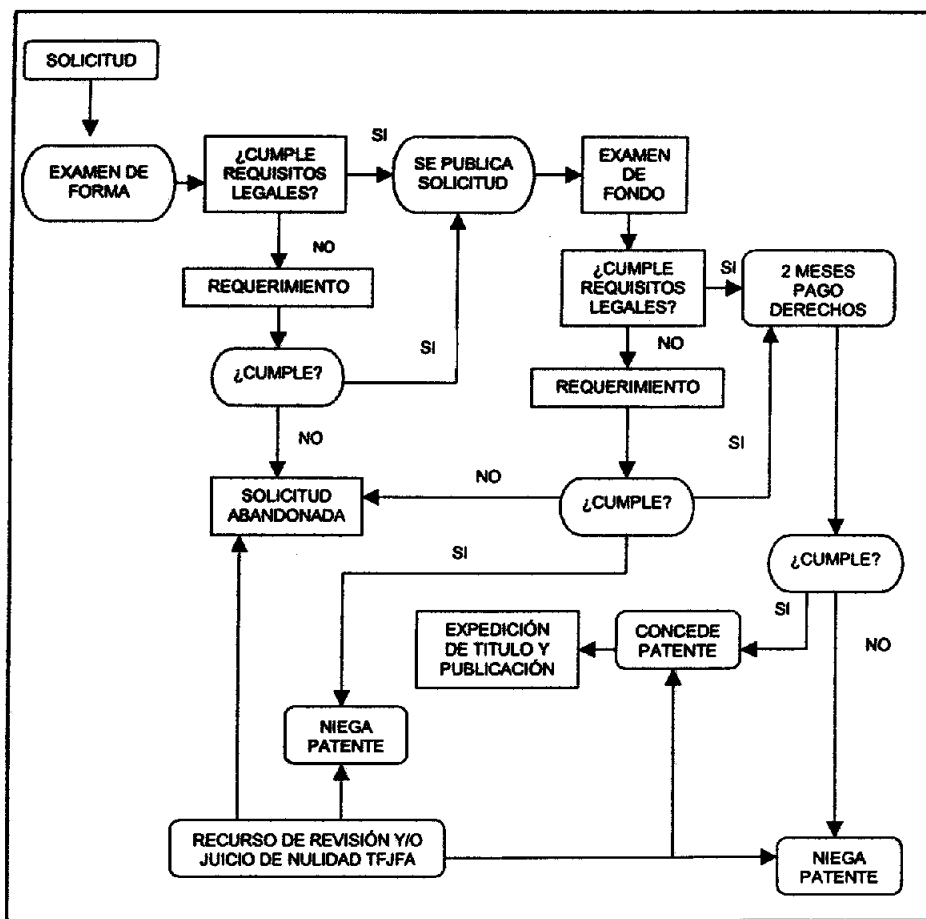 SOLICITUD
EXAMEN DE
FORMA
¿CUMPLE
REQUISITOS
LEGALES?
SI
SE PUBLICA
SOLICITUD
EXAMEN
DE
FONDO
NO
REQUERIMIENTO
¿CUMPLE?
SI
NO
SOLICITUD
ABANDONADA
¿CUMPLE
REQUISITOS
LEGALES?
SI
2 MESES
PAGO
DERECHOS
NO
REQUERIMIENTO
SI
NO
¿CUMPLE?
SI
¿CUMPLE?
SI
NO
EXPEDICIÓN
DE TITULO Y
PUBLICACIÓN
CONCEDE
PATENTE
NIEGA
PATENTE
RECURSO DE REVISIÓN Y/O
JUICIO DE NULIDAD TFJFA
NIEGA
PATENTE